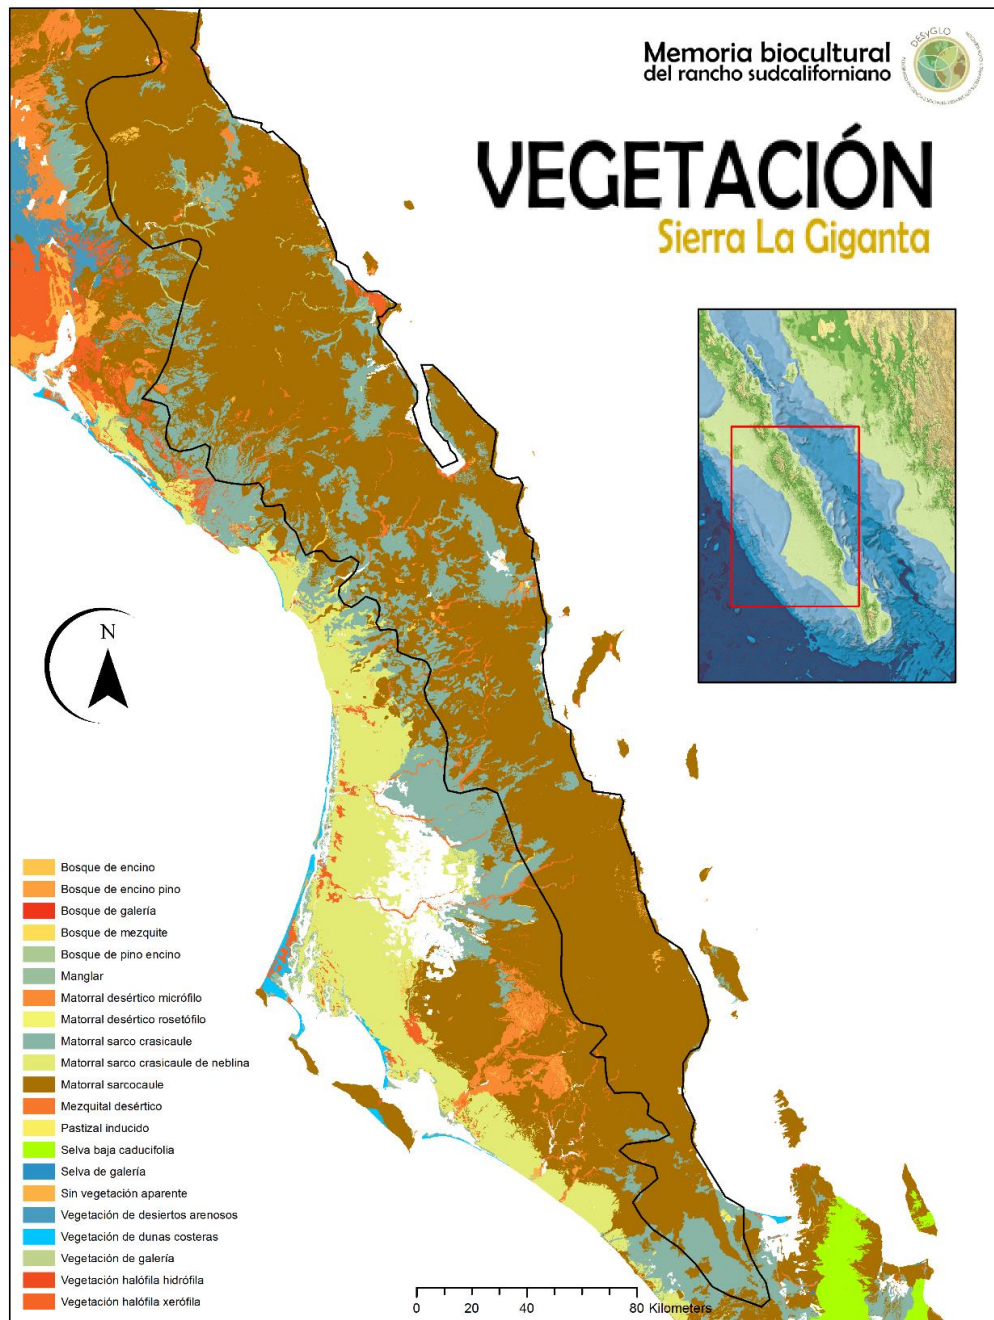 Memoria biocultural
del rancho sudcaliforniano
DESyGLO
VEGETACIÓN
Sierra La Giganta
N
Bosque de encino
Bosque de encino pino
Bosque de galería
Bosque de mezquite
Bosque de pino encino
Manglar
Matorral desértico micrófilo
Matorral desértico rosetófilo
Matorral sarco crasicaule
Matorral sarco crasicaule de neblina
Matorral sarcocaule
Mezquital desértico
Pastizal inducido
Selva baja caducifolia
Selva de galería
Sin vegetación aparente
Vegetación de desiertos arenosos
Vegetación de dunas costeras
Vegetación de galería
Vegetación halófila hidrófila
Vegetación halófila xerófila
0 20 40 80 Kilometers